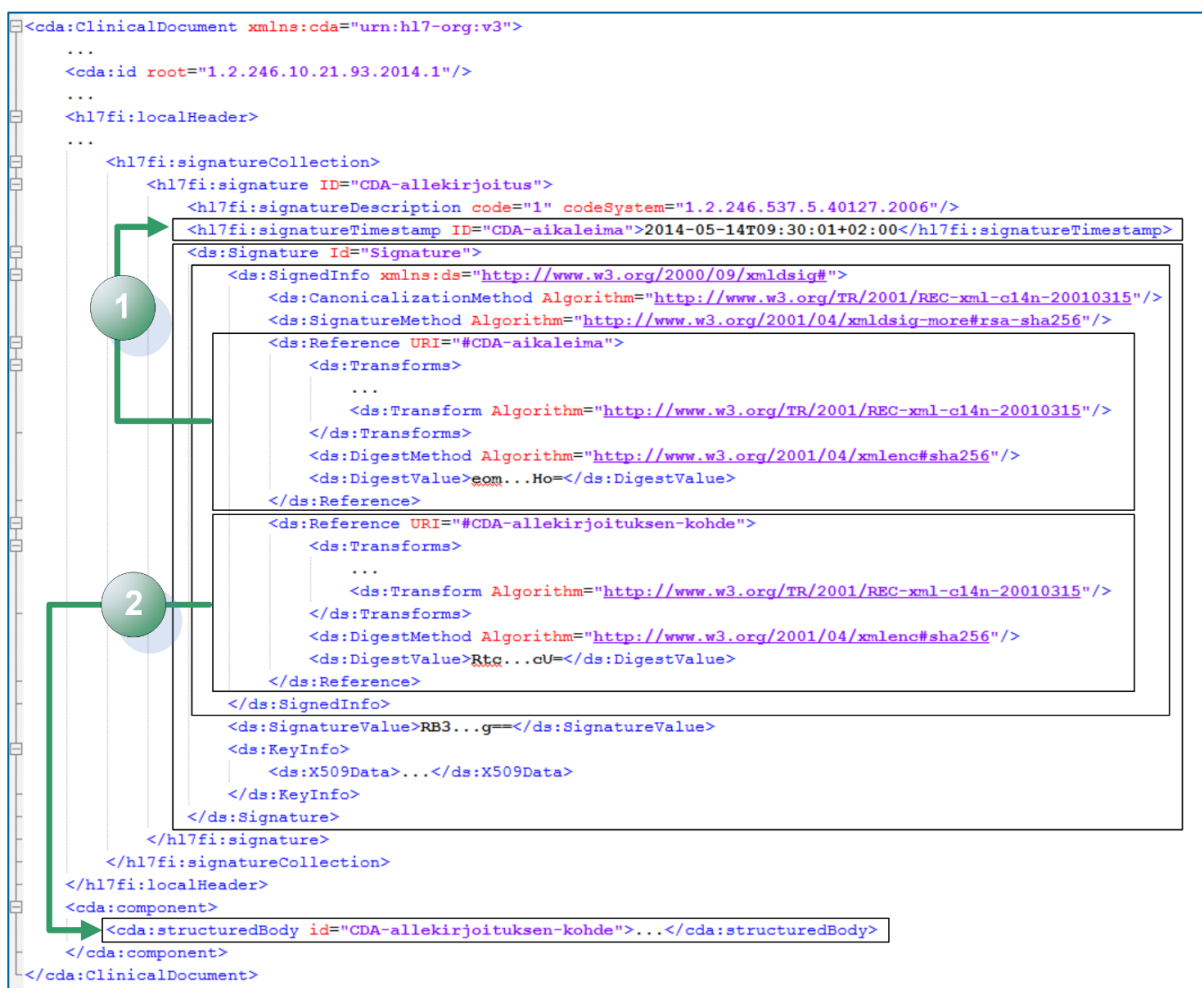 <cda:ClinicalDocument xmlns:cda="urn:hl7-org:v3">
...
<cda:id root="1.2.246.10.21.93.2014.1"/>
...
<hl7fi:localHeader>
...
<hl7fi:signatureCollection>
<hl7fi:signature ID="CDA-allekirjoitus">
<hl7fi:signatureDescription code="1" codeSystem="1.2.246.537.5.40127.2006"/>
<hl7fi:signatureTimestamp ID="CDA-aikaleima">2014-05-14T09:30:01+02:00</hl7fi:signatureTimestamp>
<ds:Signature Id="Signature">
<ds:SignedInfo xmlns:ds="http://www.w3.org/2000/09/xmldsig#">
<ds:CanonicalizationMethod Algorithm="http://www.w3.org/TR/2001/REC-xml-c14n-20010315"/>
1
<ds:SignatureMethod Algorithm="http://www.w3.org/2001/04/xmldsig-more#rsa-sha256"/>
<ds:Reference URI="#CDA-aikaleima">
<ds:Transforms>
...
<ds:Transform Algorithm="http://www.w3.org/TR/2001/REC-xml-c14n-20010315"/>
</ds:Transforms>
<ds:DigestMethod Algorithm="http://www.w3.org/2001/04/xmlenc#sha256"/>
<ds:DigestValue>eom...Ho=</ds:DigestValue>
</ds:Reference>
<ds:Reference URI="#CDA-allekirjoituksen-kohde">
<ds:Transforms>
...
2
<ds:Transform Algorithm="http://www.w3.org/TR/2001/REC-xml-c14n-20010315"/>
</ds:Transforms>
<ds:DigestMethod Algorithm="http://www.w3.org/2001/04/xmlenc#sha256"/>
<ds:DigestValue>Rtc...cU=</ds:DigestValue>
</ds:Reference>
</ds:SignedInfo>
<ds:SignatureValue>RB3...g==</ds:SignatureValue>
<ds:KeyInfo>
<ds:X509Data>...</ds:X509Data>
</ds:KeyInfo>
</ds:Signature>
</hl7fi:signature>
</hl7fi:signatureCollection>
</hl7fi:localHeader>
<cda:component>
<cda:structuredBody id="CDA-allekirjoituksen-kohde">...</cda:structuredBody>
</cda:component>
</cda:ClinicalDocument>